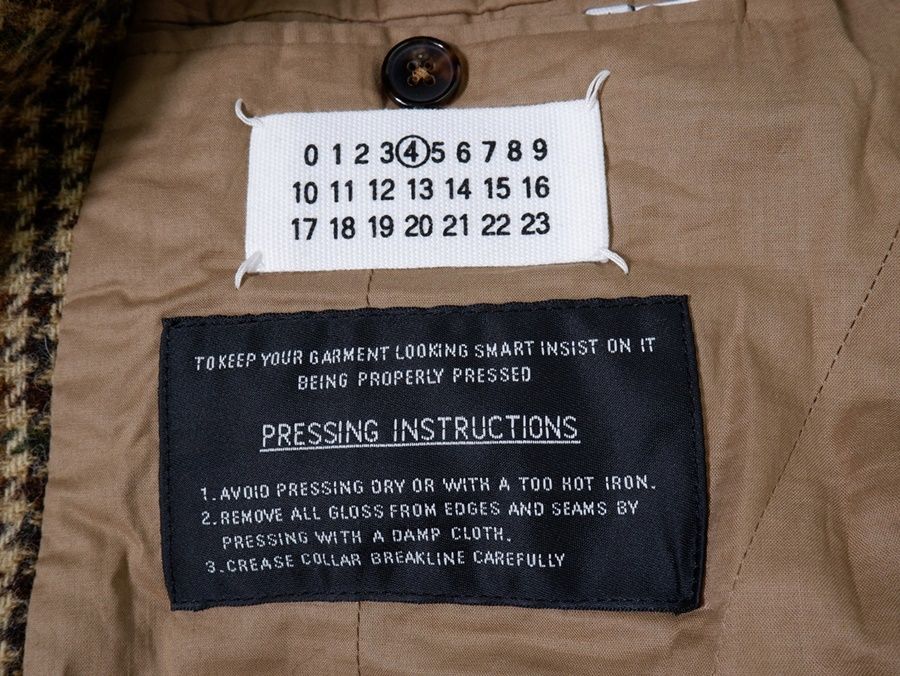 0 1 2 3 4 5 6 7 8 9
10 11 12 13 14 15 16
17 18 19 20 21 22 23
TO KEEP YOUR GARMENT LOOKING SMART INSIST ON IT
BEING PROPERLY PRESSED
PRESSING INSTRUCTIONS
1. AVOID PRESSING DRY OR WITH A TOO HOT IRON.
2. REMOVE ALL GLOSS FROM EDGES AND SEAMS BY
PRESSING WITH A DAMP CLOTH.
3. CREASE COLLAR BREAKLINE CAREFULLY